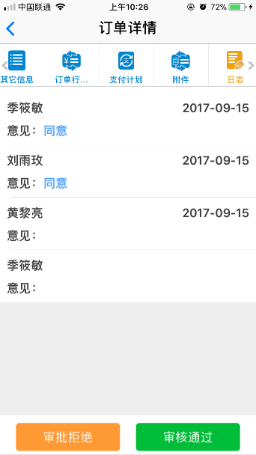 中国联通 上午10:26 72%
订单详情
其它信息 订单行... 支付计划 附件 日志
季筱敏 2017-09-15
意见：同意
刘雨玫 2017-09-15
意见：同意
黄黎亮 2017-09-15
意见：
季筱敏
意见：
审批拒绝 审核通过